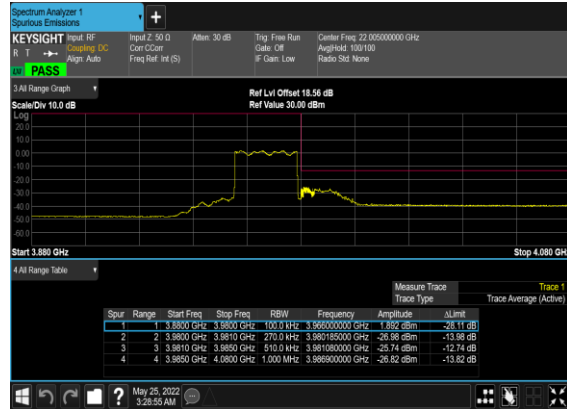 Spectrum Analyzer 1
Spurious Emissions
+
KEYSIGHT Input: RF Input Z: 50 Ω Atten: 30 dB Trig: Free Run Center Freq: 22.005000000 GHz
R T Coupling: DC Corr CCorr Gate: Off Avg|Hold: 100/100
Align: Auto Freq Ref: Int (S) IF Gain: Low Radio Std: None
PASS
3 All Range Graph
Ref Lvl Offset 18.56 dB
Scale/Div 10.0 dB Ref Value 30.00 dBm
Log
20.0
10.0
0.00
-10.0
-20.0
-30.0
-40.0
-50.0
-60.0
Start 3.880 GHz Stop 4.080 GH
4 All Range Table
Measure Trace Trace 1
Trace Type Trace Average (Active)
Spur Range Start Freq Stop Freq RBW Frequency Amplitude ΔLimit
1 1 3.8800 GHz 3.9800 GHz 100.0 kHz 3.966000000 GHz 1.892 dBm -28.11 dB
2 2 3.9800 GHz 3.9810 GHz 270.0 kHz 3.980185000 GHz -26.98 dBm -13.98 dB
3 3 3.9810 GHz 3.9850 GHz 510.0 kHz 3.981080000 GHz -25.74 dBm -12.74 dB
4 4 3.9850 GHz 4.0800 GHz 1.000 MHz 3.986900000 GHz -26.82 dBm -13.82 dB
? May 25, 2022
3:28:55 AM